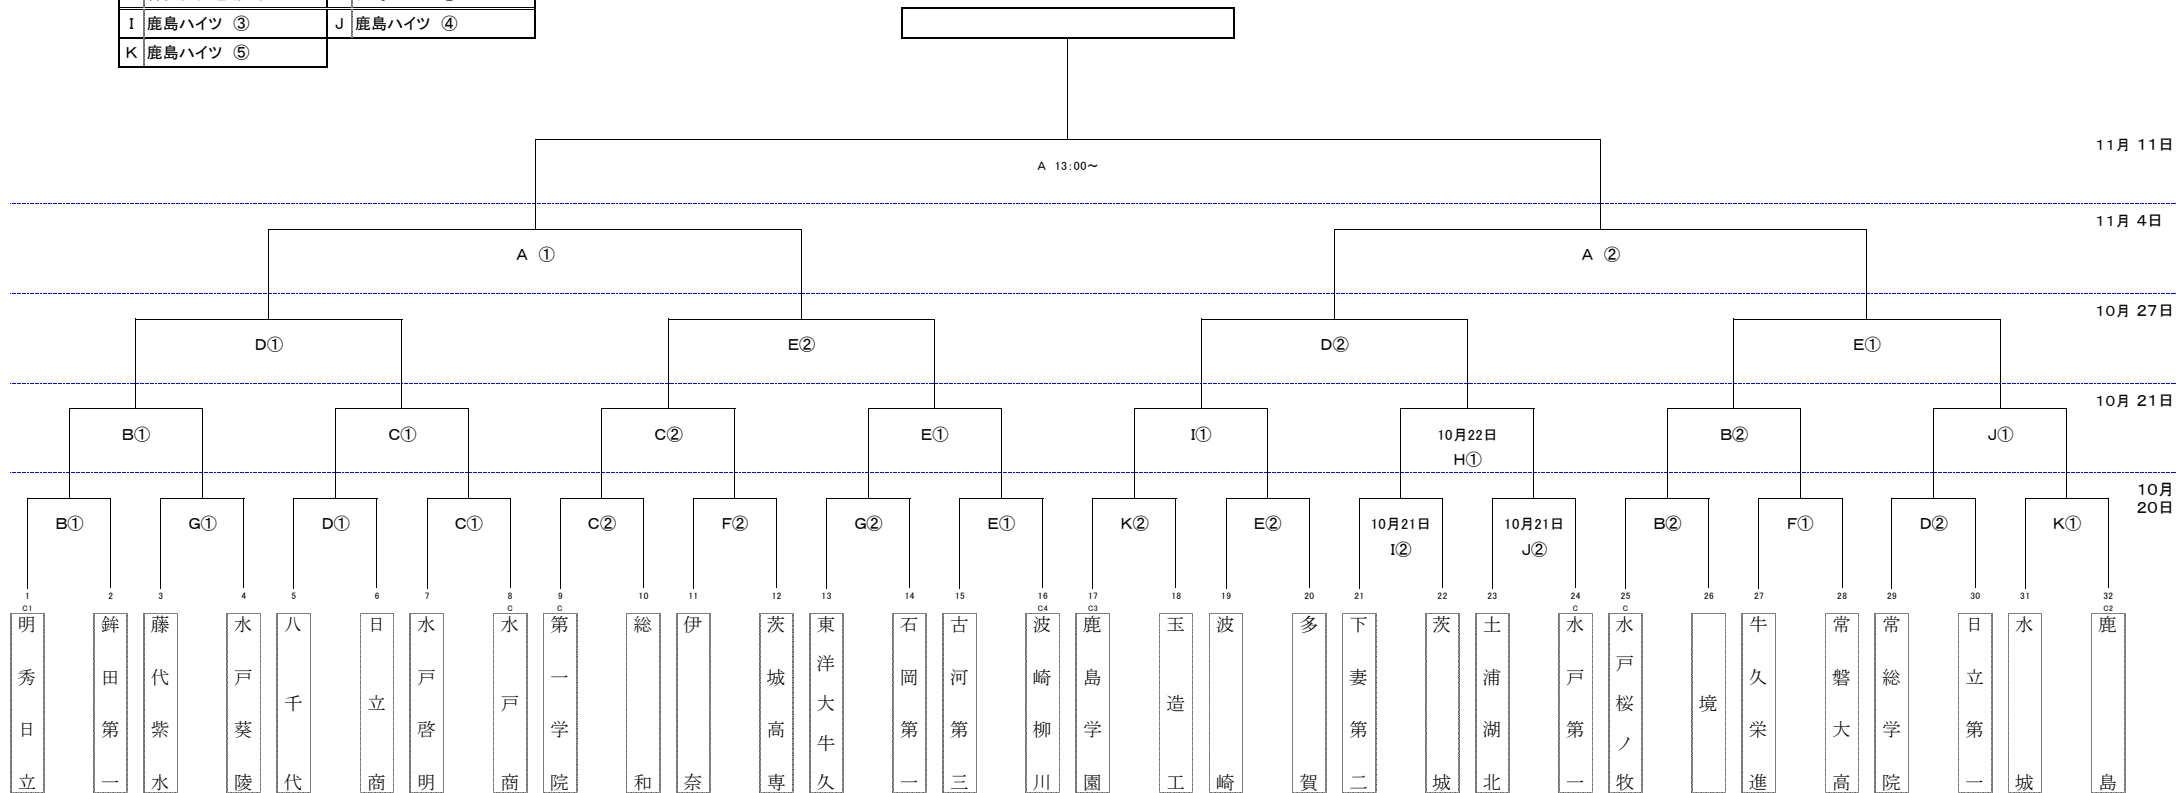 I 鹿島ハイツ ③ J 鹿島ハイツ ④
K 鹿島ハイツ ⑤
11月 11日
A 13:00～
11月 4日
A ① A ②
10月 27日
D① E② D② E①
10月 21日
B① C① C② E① I① 10月22日 B② J①
H①
10月
20日
B① G① D① C① C② F② G② E① K② E② 10月21日 10月21日 B② F① D② K①
I② J②
1 2 3 4 5 6 7 8 9 10 11 12 13 14 15 16 17 18 19 20 21 22 23 24 25 26 27 28 29 30 31 32
C1 C C C4 C3 C C C2
明秀日立
鉾田第一
藤代紫水
水戸葵陵
八千代
日立商
水戸啓明
水戸商
第一学院
総和
伊奈
茨城高専
東洋大牛久
石岡第一
古河第三
波崎柳川
鹿島学園
玉造工
波崎
多賀
下妻第二
茨城
土浦湖北
水戸第一
水戸桜ノ牧
境
牛久栄進
常磐大高
常総学院
日立第一
水城
鹿島